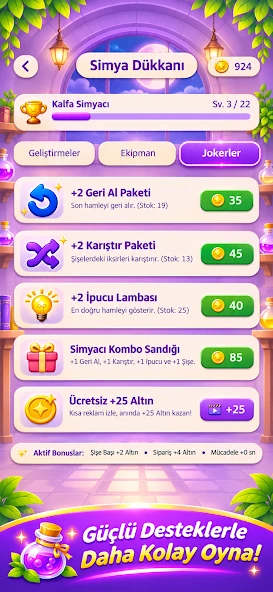 Simya Dükkanı
924
Kalfa Simyacı
Sv. 3 / 22
Geliştirmeler
Ekipman
Jokerler
+2 Geri Al Paketi
Son hamleyi geri alır. (Stok: 19)
35
+2 Karıştır Paketi
Şişelerdeki iksirleri karıştırır. (Stok: 13)
45
+2 İpucu Lambası
En doğru hamleyi gösterir. (Stok: 25)
40
Simyacı Kombo Sandığı
+1 Geri Al, +1 Karıştır, +1 İpucu ve +1 Şişe.
85
Ücretsiz +25 Altın
Kısa reklam izle, anında +25 Altın kazan!
+25
Aktif Bonuslar: Şişe Başı +2 Altın • Sipariş +4 Altın • Mücadele +0 sn
Güçlü Desteklerle
Daha Kolay Oyna!